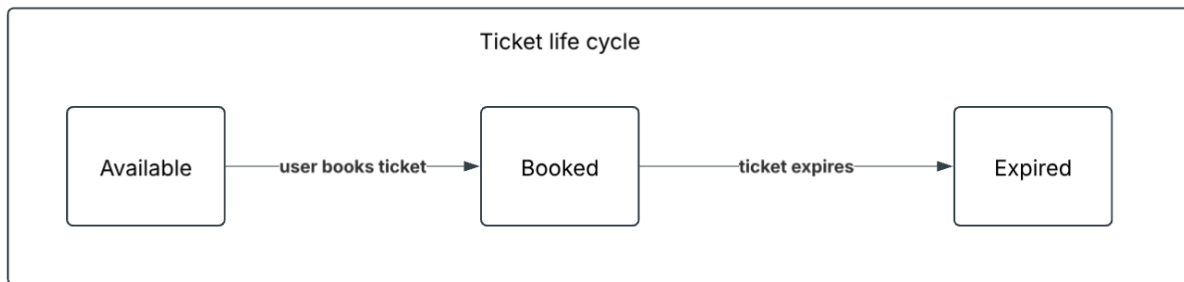 Ticket life cycle
Available
user books ticket
Booked
ticket expires
Expired